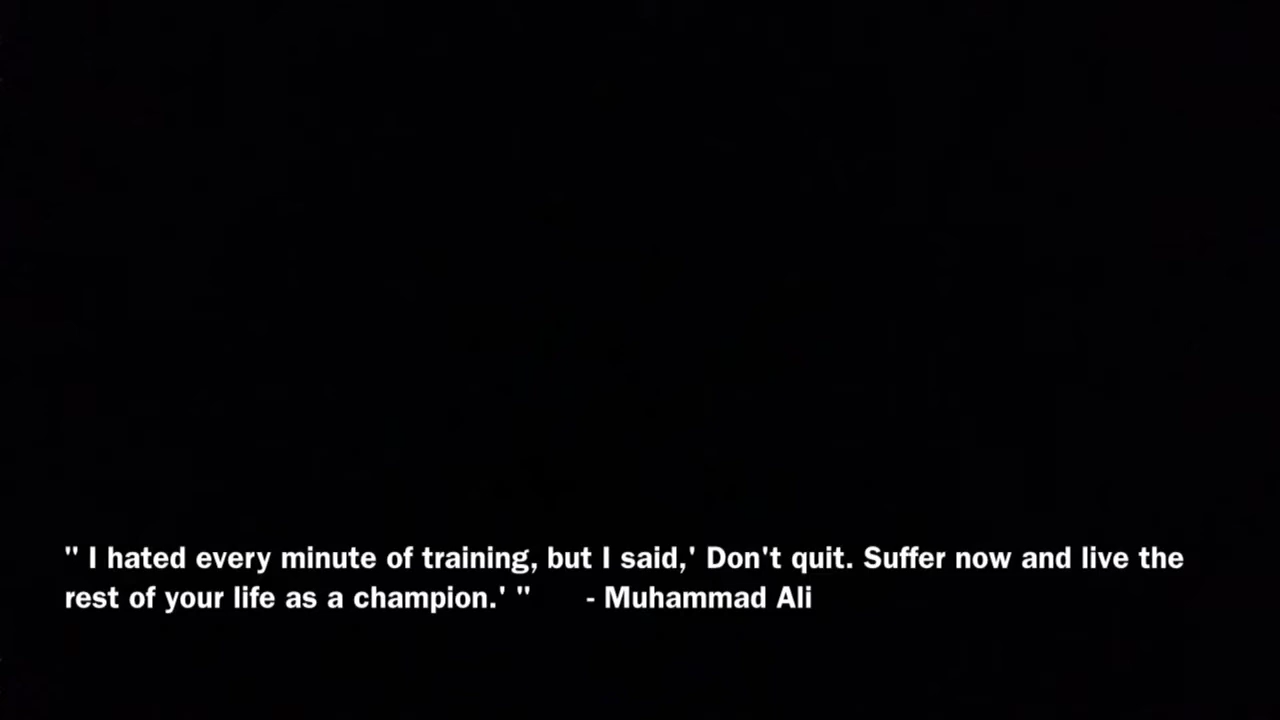 " I hated every minute of training, but I said,' Don't quit. Suffer now and live the
rest of your life as a champion.' " - Muhammad Ali